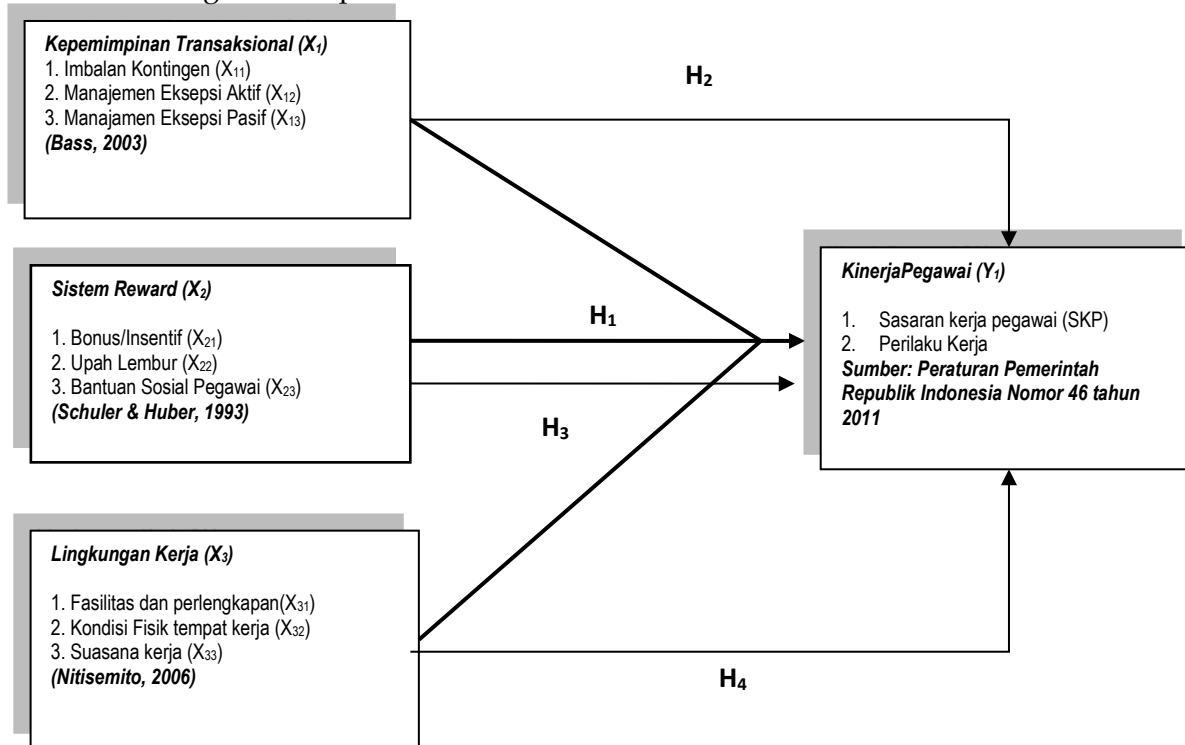 Kepemimpinan Transaksional (X₁)
1. Imbalan Kontingen (X₁₁)
2. Manajemen Eksepsi Aktif (X₁₂)
3. Manajamen Eksepsi Pasif (X₁₃)
(Bass, 2003)
H₂
Sistem Reward (X₂)
1. Bonus/Insentif (X₂₁)
2. Upah Lembur (X₂₂)
3. Bantuan Sosial Pegawai (X₂₃)
(Schuler & Huber, 1993)
H₁
H₃
KinerjaPegawai (Y₁)
1. Sasaran kerja pegawai (SKP)
2. Perilaku Kerja
Sumber: Peraturan Pemerintah
Republik Indonesia Nomor 46 tahun
2011
Lingkungan Kerja (X₃)
1. Fasilitas dan perlengkapan(X₃₁)
2. Kondisi Fisik tempat kerja (X₃₂)
3. Suasana kerja (X₃₃)
(Nitisemito, 2006)
H₄